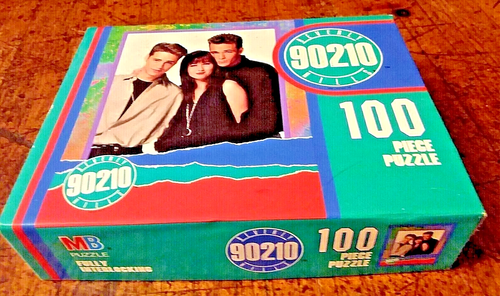 BEVERLY
90210
HILLS
100
PIECE
PUZZLE
BEVERLY
90210
HILLS
MB
PUZZLE
FULLY
INTERLOCKING
BEVERLY
90210
HILLS
100
PIECE
PUZZLE